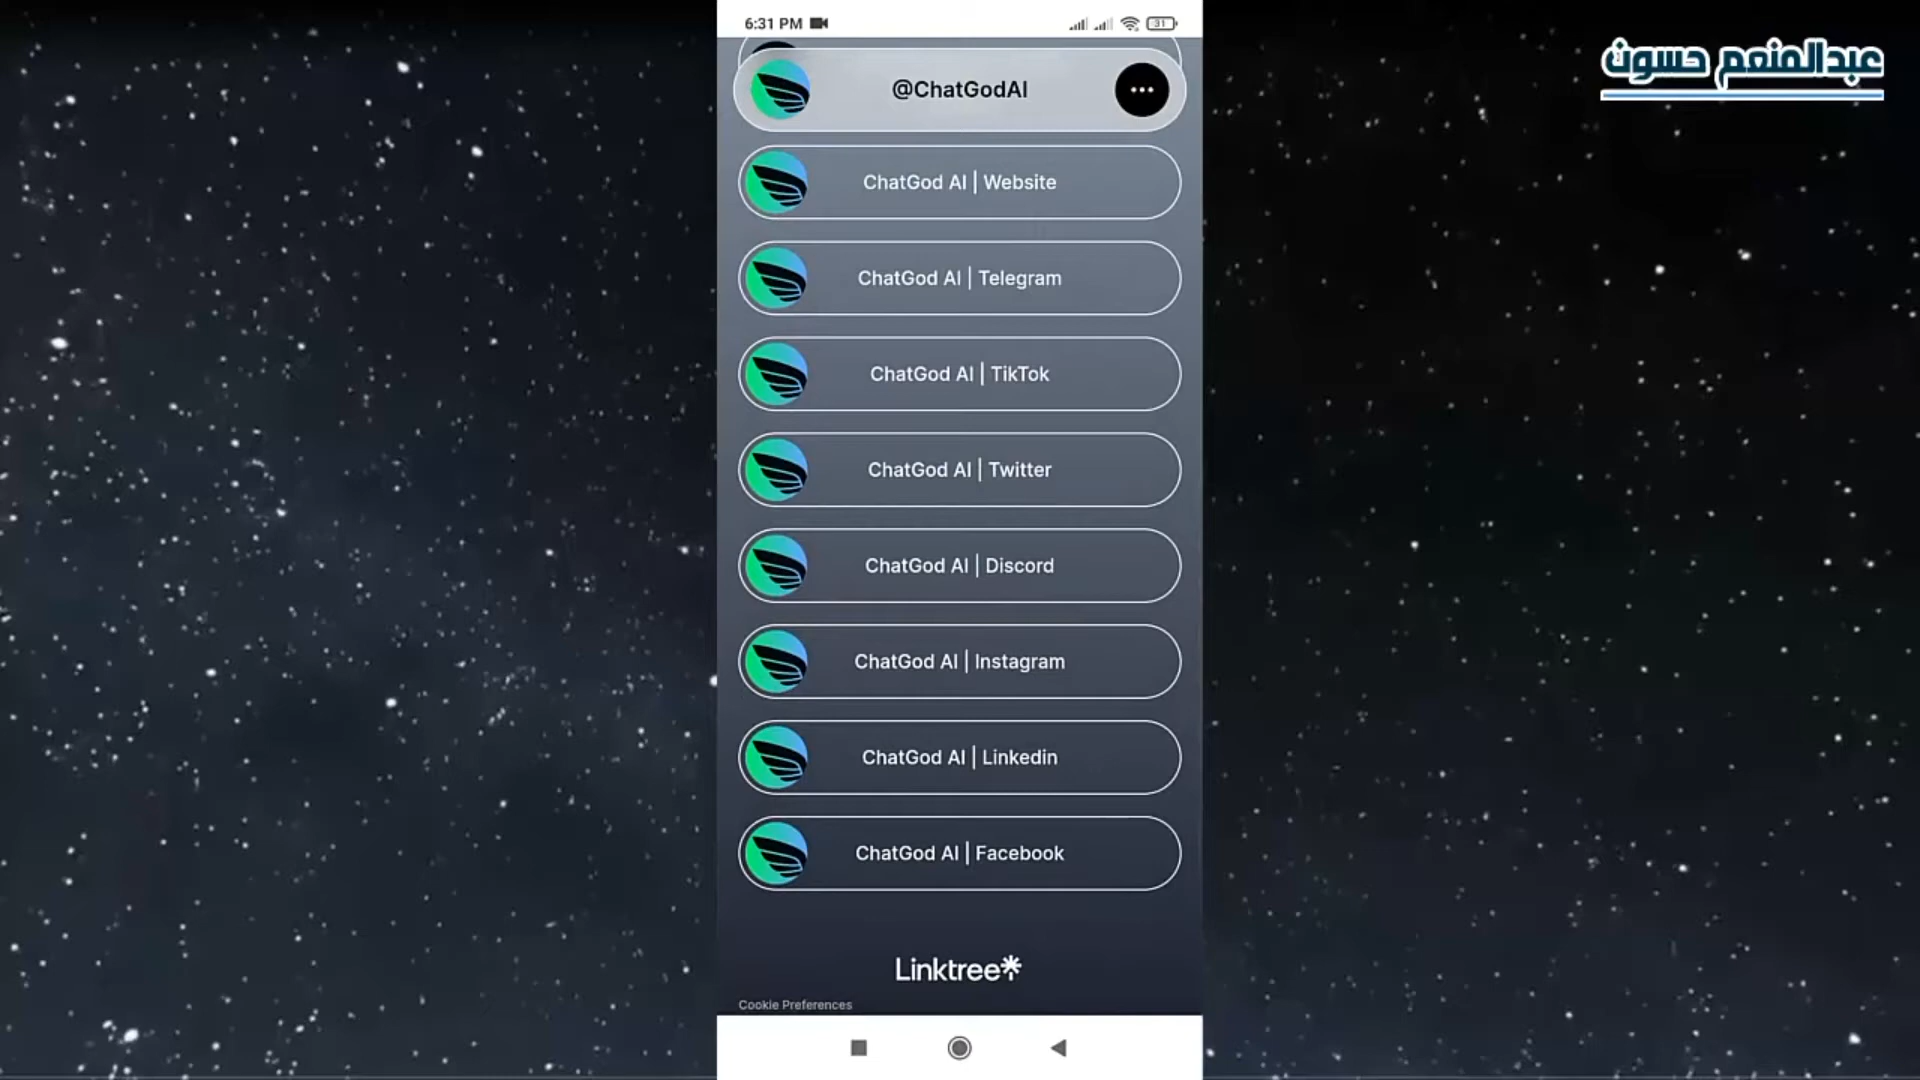 6:31 PM
31
عبدالمنعم حسون
@ChatGodAI
ChatGod AI | Website
ChatGod AI | Telegram
ChatGod AI | TikTok
ChatGod AI | Twitter
ChatGod AI | Discord
ChatGod AI | Instagram
ChatGod AI | Linkedin
ChatGod AI | Facebook
Linktree
Cookie Preferences